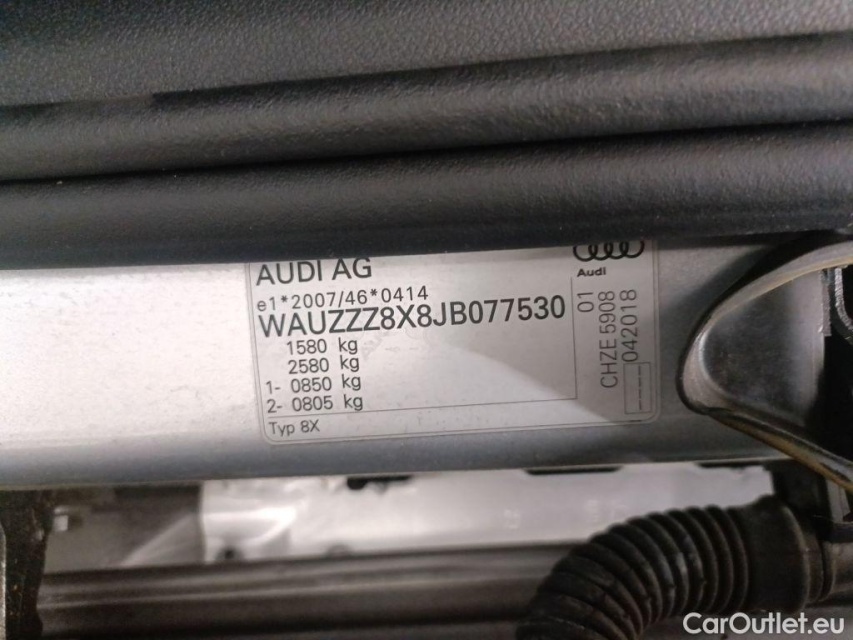 AUDI AG
e1*2007/46*0414
WAUZZZ8X8JB077530
1580 kg
2580 kg
1- 0850 kg
2- 0805 kg
Typ 8X
Audi
01
CHZE 5908
042018
-----
CarOutlet.eu